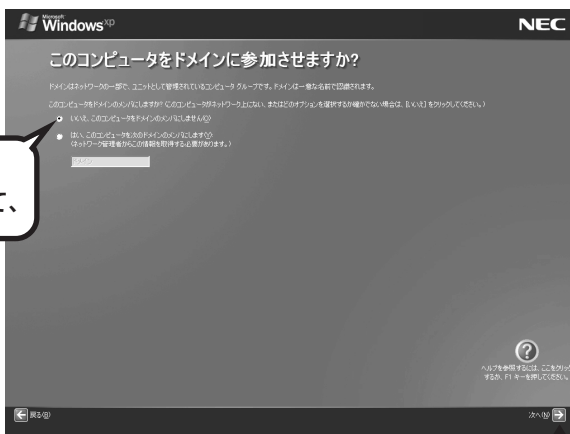 Microsoft
Windows xp
NEC
このコンピュータをドメインに参加させますか?
ドメインはネットワークの一部で、ユニットとして管理されているコンピュータ グループです。ドメインは一意な名前で認識されます。
このコンピュータをドメインのメンバにしますか? (このコンピュータがネットワーク上にない、またはどのオプションを選択するか確かでない場合は、[いいえ] をクリックしてください。)
いいえ、このコンピュータをドメインのメンバにしません(O)
はい、このコンピュータを次のドメインのメンバにします(Y):
(ネットワーク管理者からこの情報を取得する必要があります。)
ドメイン
て、
?
ヘルプを参照するには、ここをクリッ
するか、F1 キーを押してください。
戻る(B)
次へ(N)